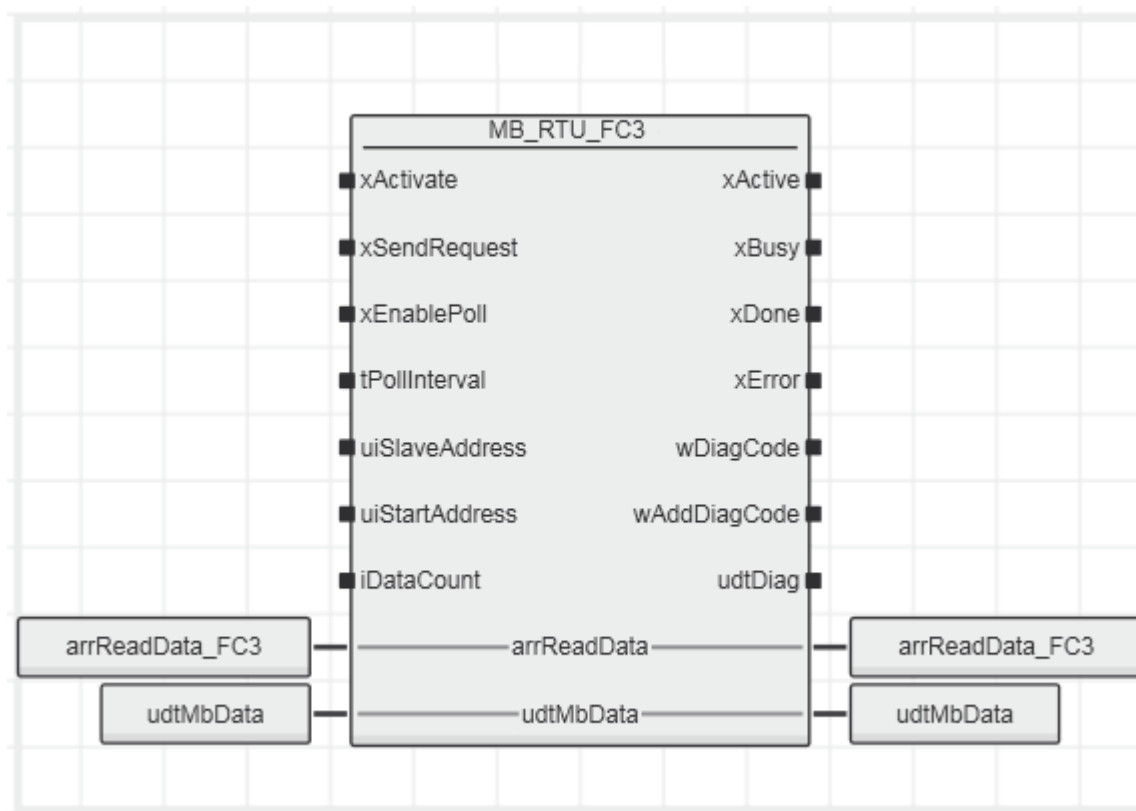 MB_RTU_FC3
xActivate xActive
xSendRequest xBusy
xEnablePoll xDone
tPollInterval xError
uiSlaveAddress wDiagCode
uiStartAddress wAddDiagCode
iDataCount udtDiag
arrReadData_FC3 arrReadData arrReadData_FC3
udtMbData udtMbData udtMbData